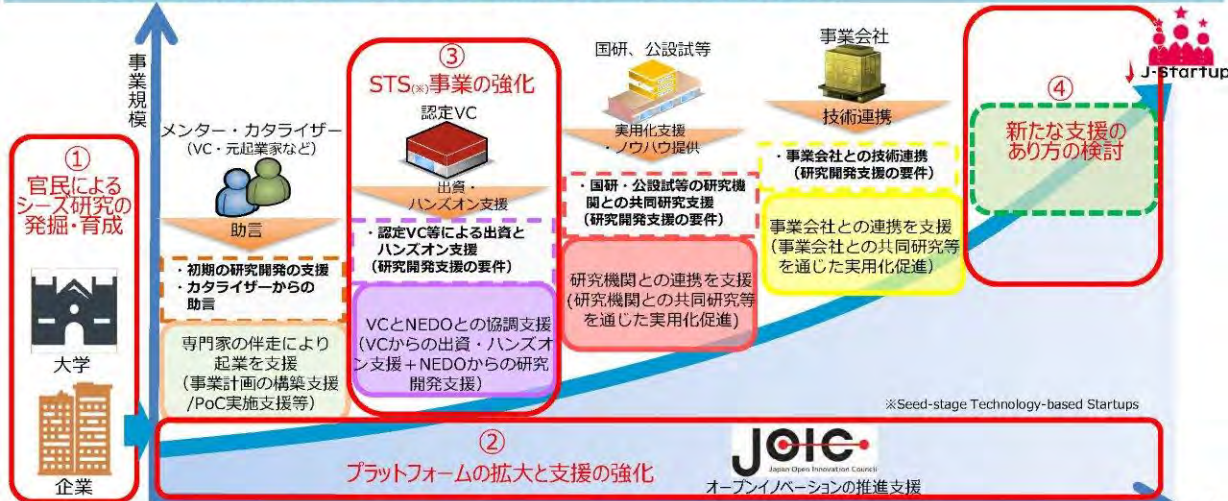 事業規模
①
官民による
シーズ研究の
発掘・育成
大学
企業
メンター・カタライザー
（VC・元起業家など）
助言
・初期の研究開発の支援
・カタライザーからの
助言
専門家の伴走により
起業を支援
（事業計画の構築支援
/PoC実施支援等）
③
STS(※)事業の強化
認定VC
出資・
ハンズオン支援
・認定VC等による出資と
ハンズオン支援
（研究開発支援の要件）
VCとNEDOとの協調支援
（VCからの出資・ハンズオ
ン支援＋NEDOからの研究
開発支援）
国研、公設試等
実用化支援
・ノウハウ提供
・国研・公設試等の研究機
関との共同研究支援
（研究開発支援の要件）
研究機関との連携を支援
(研究機関との共同研究等
を通じた実用化促進)
事業会社
技術連携
・事業会社との技術連携
（研究開発支援の要件）
事業会社との連携を支援
（事業会社との共同研究等
を通じた実用化促進）
④
新たな支援の
あり方の検討
J-Startup
※Seed-stage Technology-based Startups
②
プラットフォームの拡大と支援の強化
JOIC
Japan Open Innovation Council
オープンイノベーションの推進支援